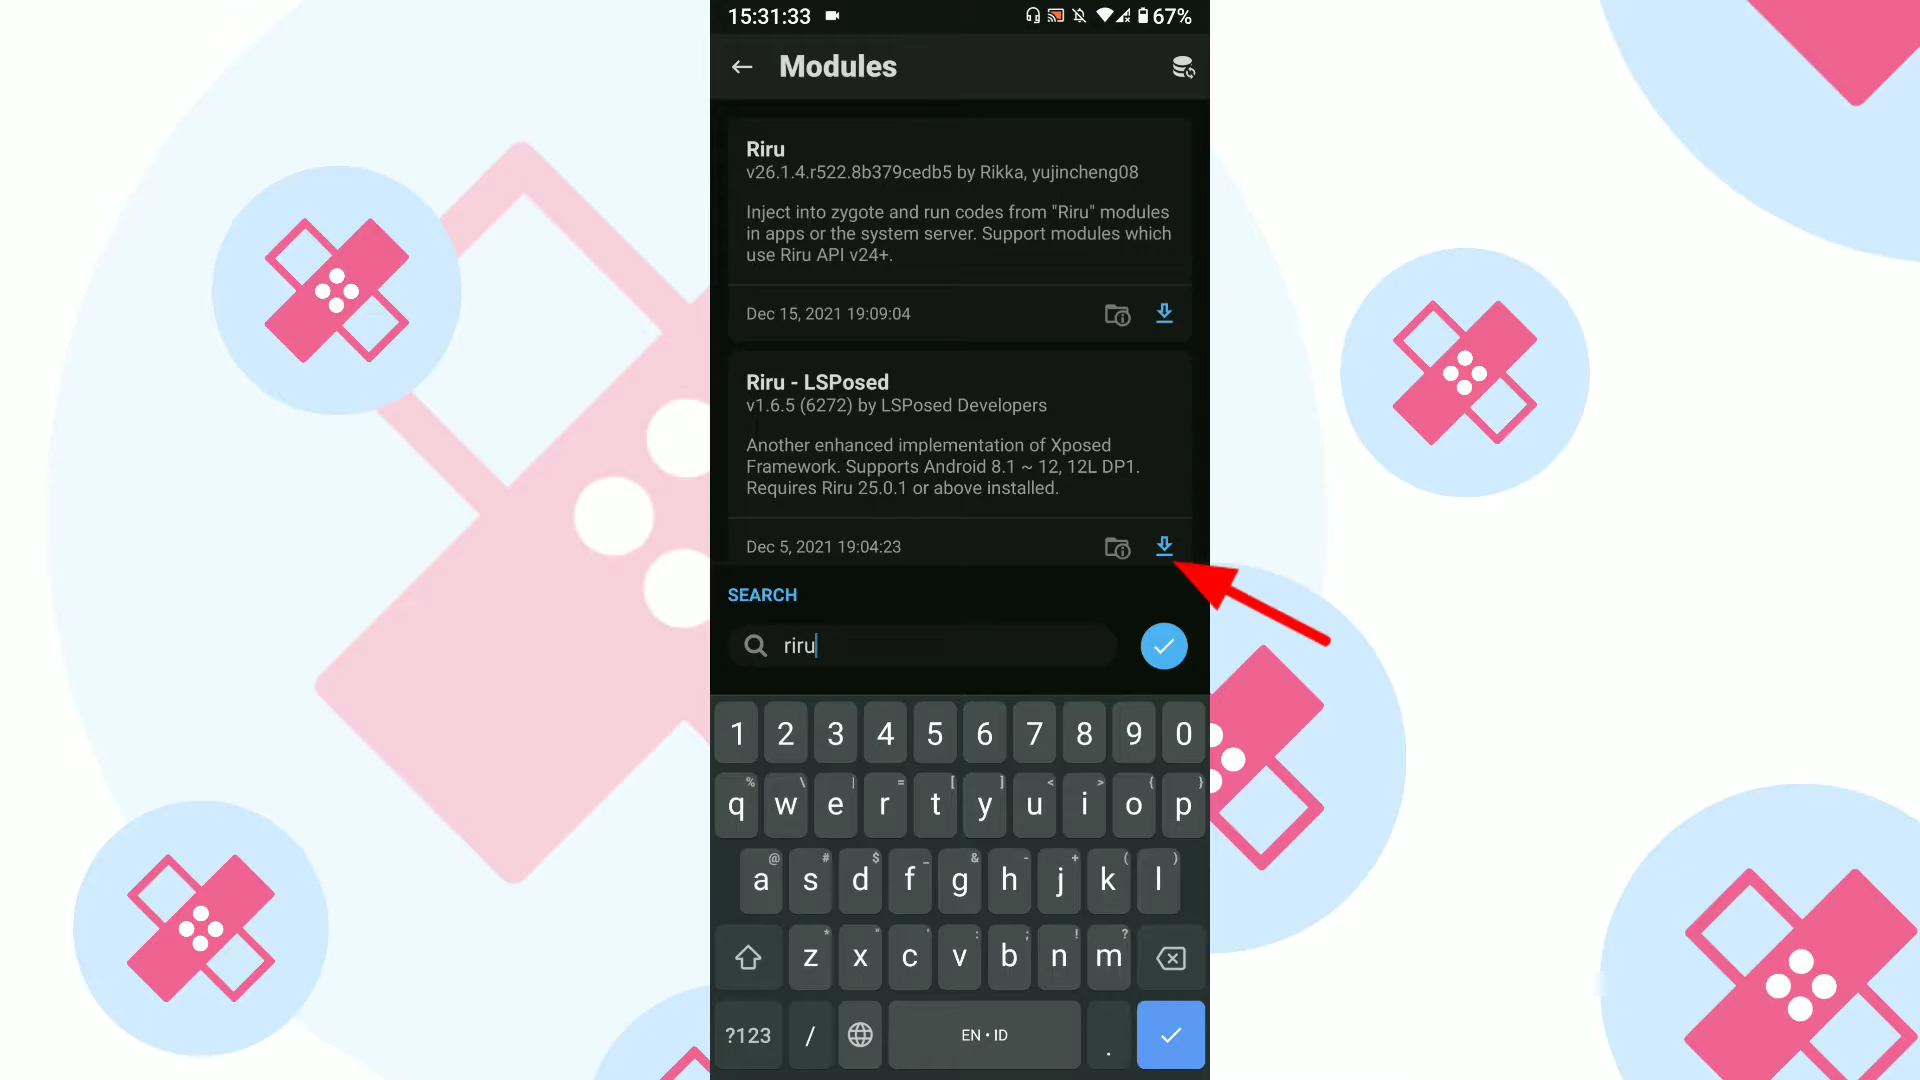 15:31:33
67%
Modules
Riru
v26.1.4.r522.8b379cedb5 by Rikka, yujincheng08
Inject into zygote and run codes from "Riru" modules
in apps or the system server. Support modules which
use Riru API v24+.
Dec 15, 2021 19:09:04
Riru - LSPosed
v1.6.5 (6272) by LSPosed Developers
Another enhanced implementation of Xposed
Framework. Supports Android 8.1 ~ 12, 12L DP1.
Requires Riru 25.0.1 or above installed.
Dec 5, 2021 19:04:23
SEARCH
riru
1 2 3 4 5 6 7 8 9 0
% \ | = [ ] < > { }
q w e r t y u i o p
@ # $ _ & - + ( )
a s d f g h j k l
* " ' : ; ! ?
z x c v b n m
?123 / EN • ID .